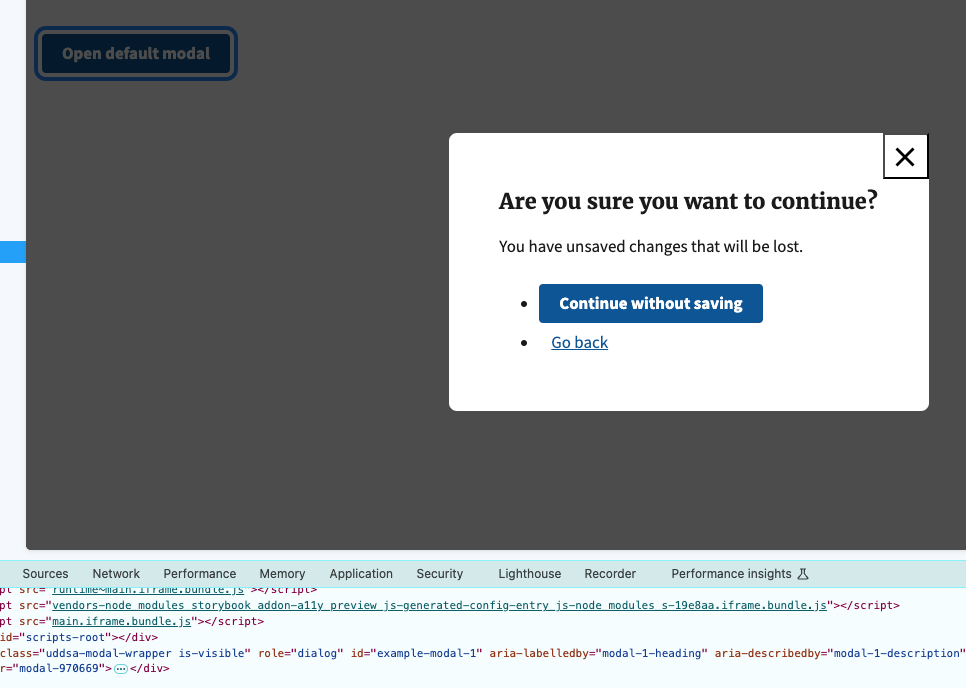 Open default modal
Are you sure you want to continue?
You have unsaved changes that will be lost.
Continue without saving
Go back
Sources Network Performance Memory Application Security Lighthouse Recorder Performance insights
pt src="runtime~main.iframe.bundle.js"></script>
pt src="vendors-node_modules_storybook_addon-a11y_preview_js-generated-config-entry_js-node_modules_s-19e8aa.iframe.bundle.js"></script>
pt src="main.iframe.bundle.js"></script>
id="scripts-root"></div>
class="uddsa-modal-wrapper is-visible" role="dialog" id="example-modal-1" aria-labelledby="modal-1-heading" aria-describedby="modal-1-description"
r="modal-970669">⋯</div>